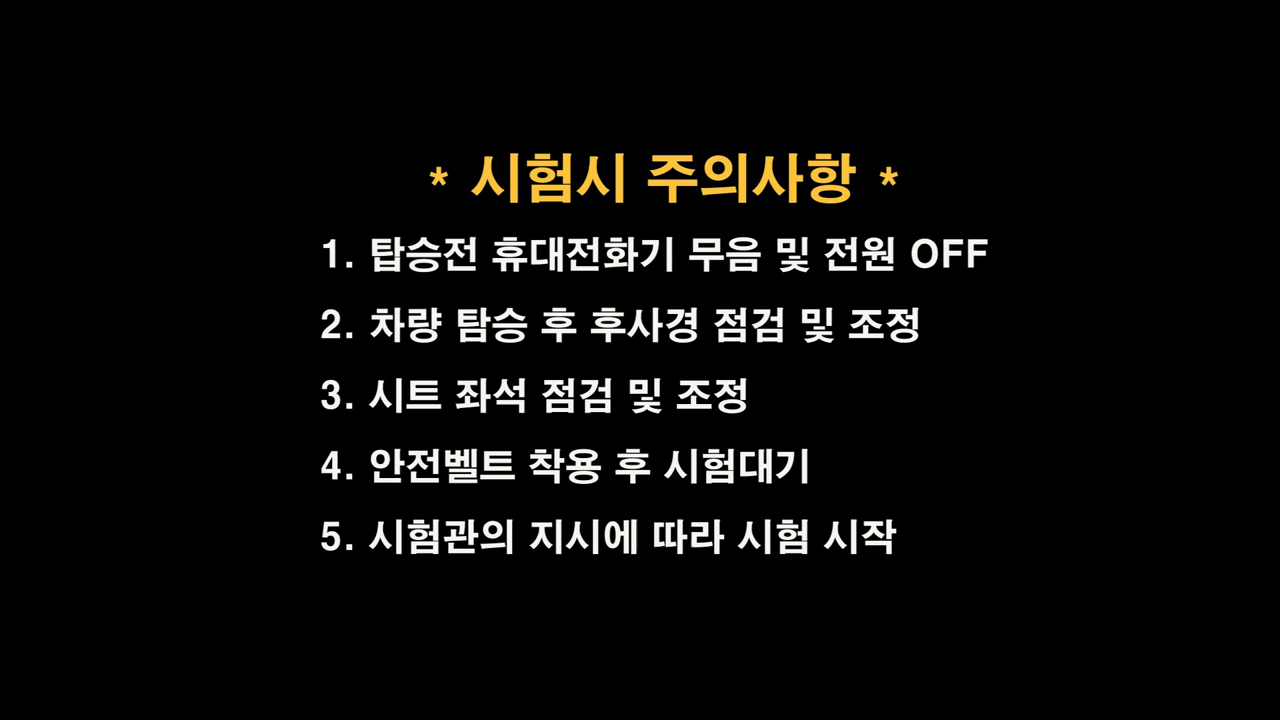 * 시험시 주의사항 *
1. 탑승전 휴대전화기 무음 및 전원 OFF
2. 차량 탐승 후 후사경 점검 및 조정
3. 시트 좌석 점검 및 조정
4. 안전벨트 착용 후 시험대기
5. 시험관의 지시에 따라 시험 시작